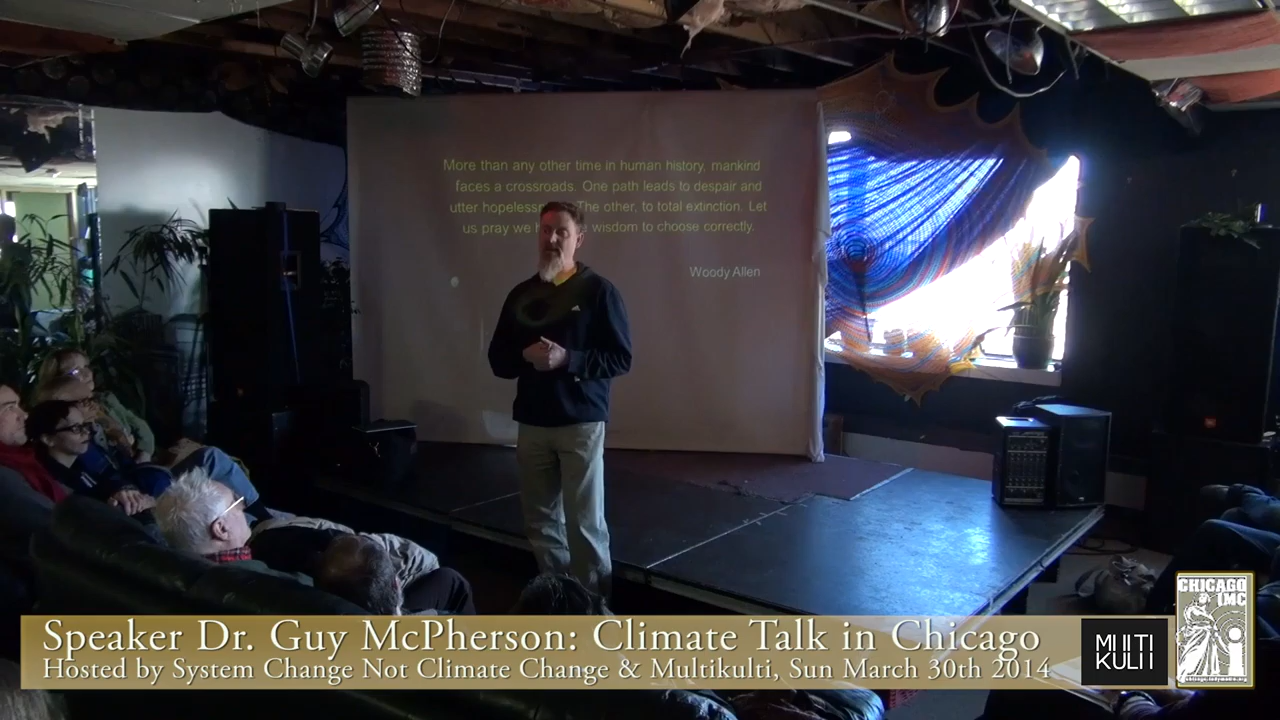 More than any other time in human history, mankind
faces a crossroads. One path leads to despair and
utter hopeless The other, to total extinction. Let
us pray we wisdom to choose correctly.
Woody Allen
Speaker Dr. Guy McPherson: Climate Talk in Chicago
Hosted by System Change Not Climate Change & Multikulti, Sun March 30th 2014
MULTI
KULTI
CHICAGO
IMC